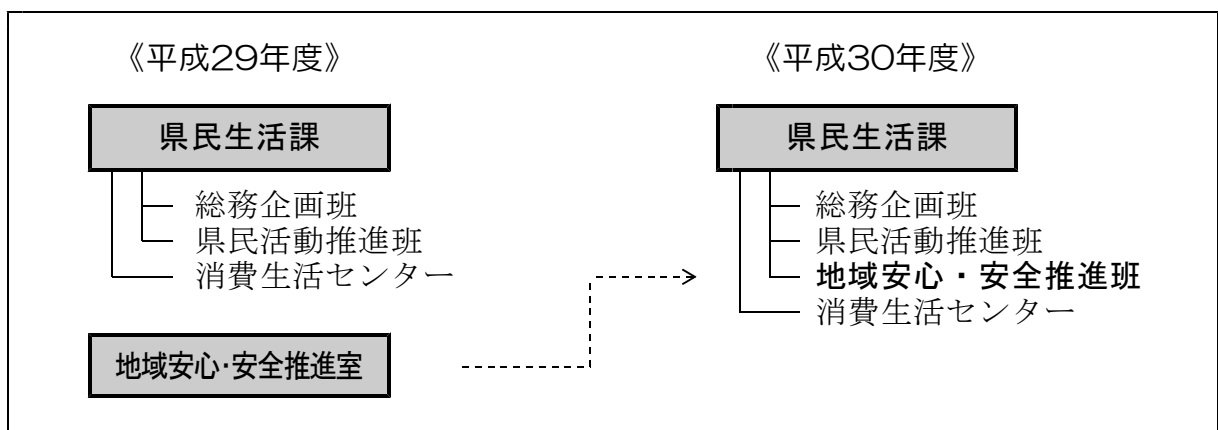 《平成29年度》
県民生活課
総務企画班
県民活動推進班
消費生活センター
地域安心・安全推進室
《平成30年度》
県民生活課
総務企画班
県民活動推進班
地域安心・安全推進班
消費生活センター